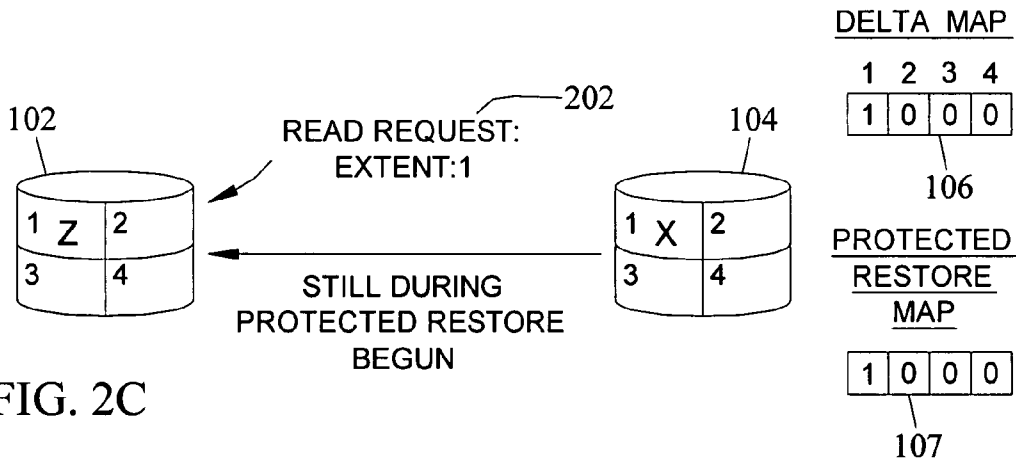 DELTA MAP
1 2 3 4
1 0 0 0
106
202
READ REQUEST:
EXTENT:1
102
1 Z 2
3 4
104
1 X 2
3 4
STILL DURING
PROTECTED RESTORE
BEGUN
PROTECTED
RESTORE
MAP
1 0 0 0
107
FIG. 2C